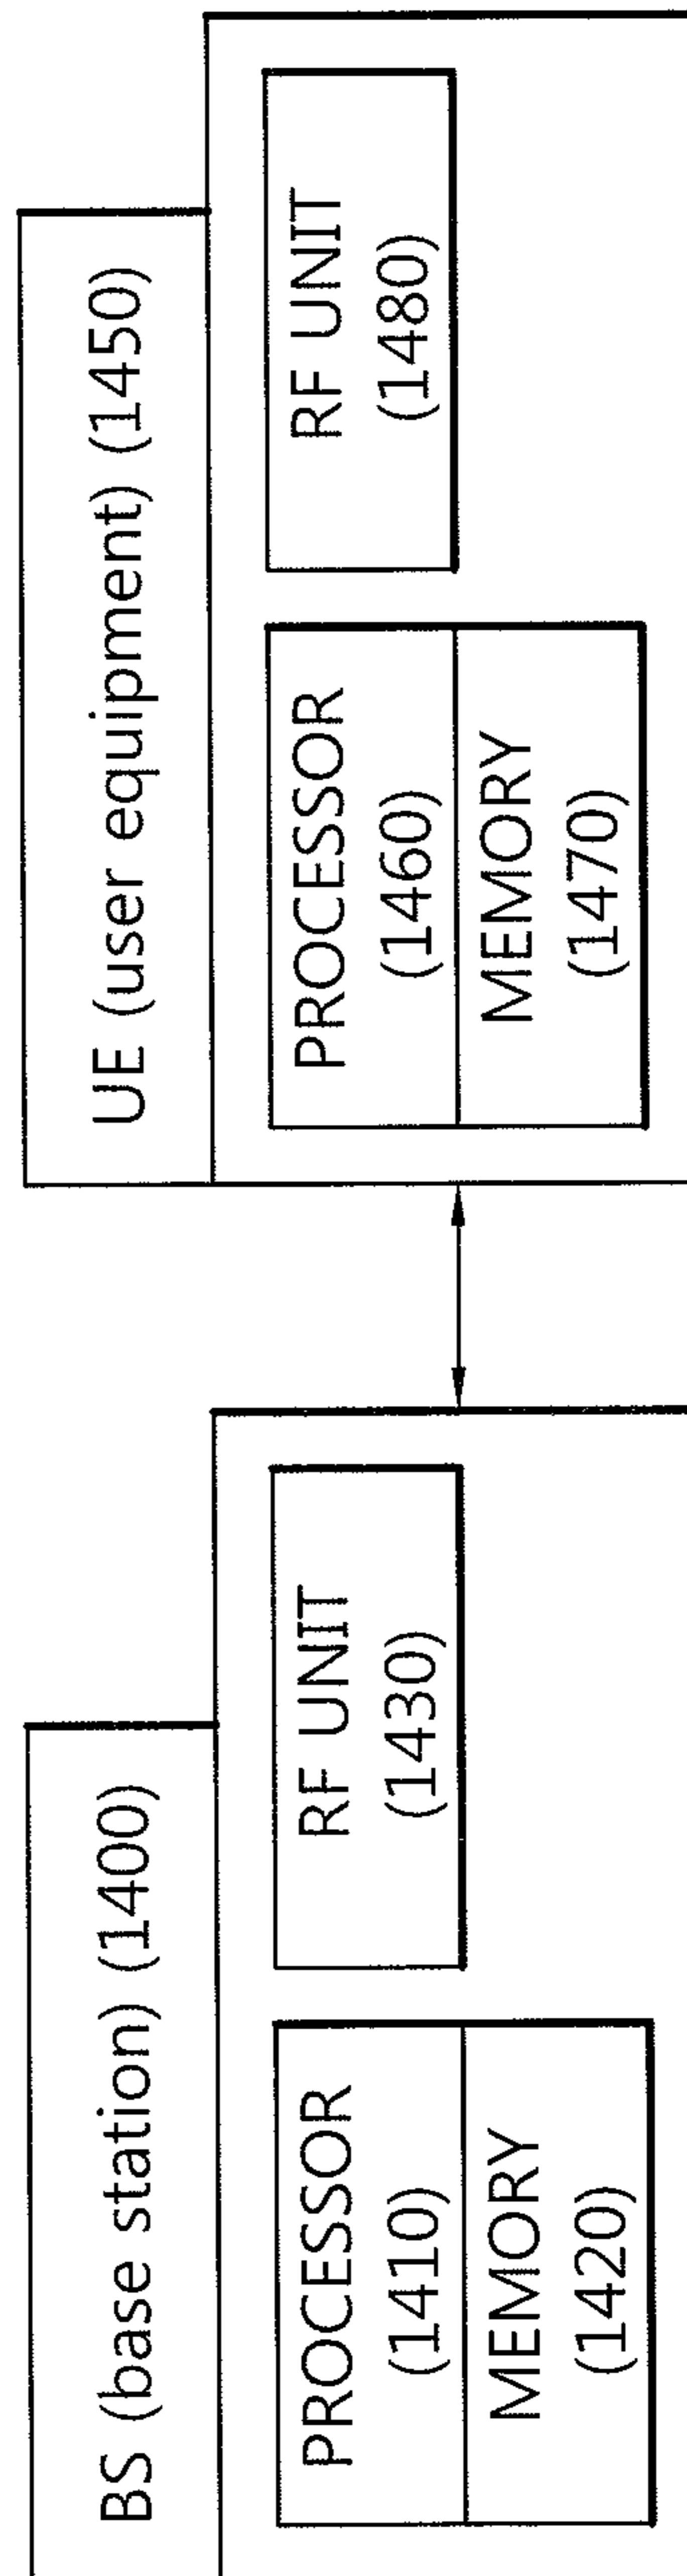 BS (base station) (1400)
PROCESSOR
(1410)
MEMORY
(1420)
RF UNIT
(1430)
UE (user equipment) (1450)
PROCESSOR
(1460)
MEMORY
(1470)
RF UNIT
(1480)